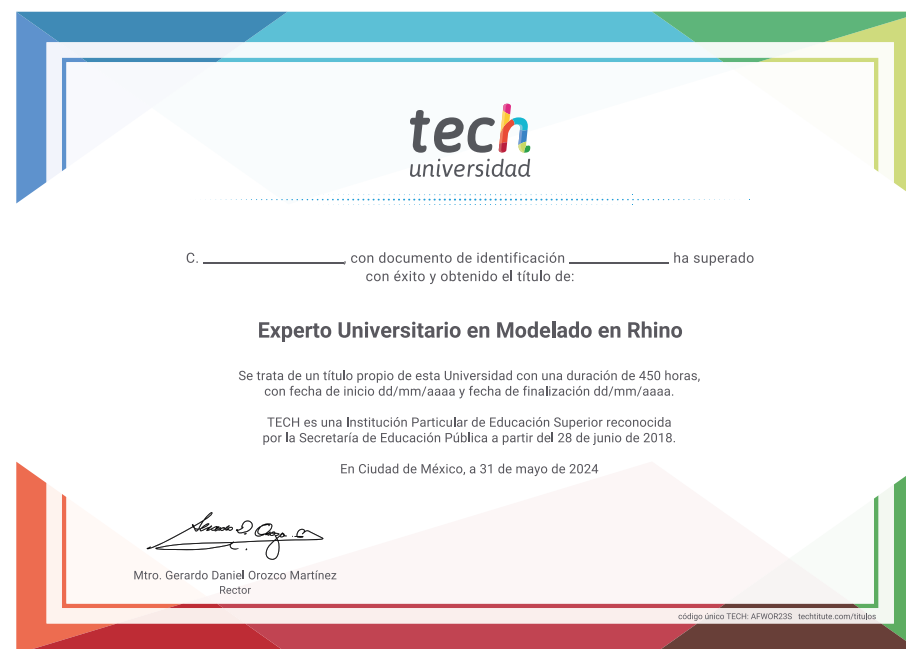 tech
universidad
C. ____________, con documento de identificación ____________ ha superado
con éxito y obtenido el título de:
Experto Universitario en Modelado en Rhino
Se trata de un título propio de esta Universidad con una duración de 450 horas,
con fecha de inicio dd/mm/aaaa y fecha de finalización dd/mm/aaaa.
TECH es una Institución Particular de Educación Superior reconocida
por la Secretaría de Educación Pública a partir del 28 de junio de 2018.
En Ciudad de México, a 31 de mayo de 2024
Mtro. Gerardo Daniel Orozco Martínez
Rector
código único TECH: AFWOR23S techtitute.com/titulos